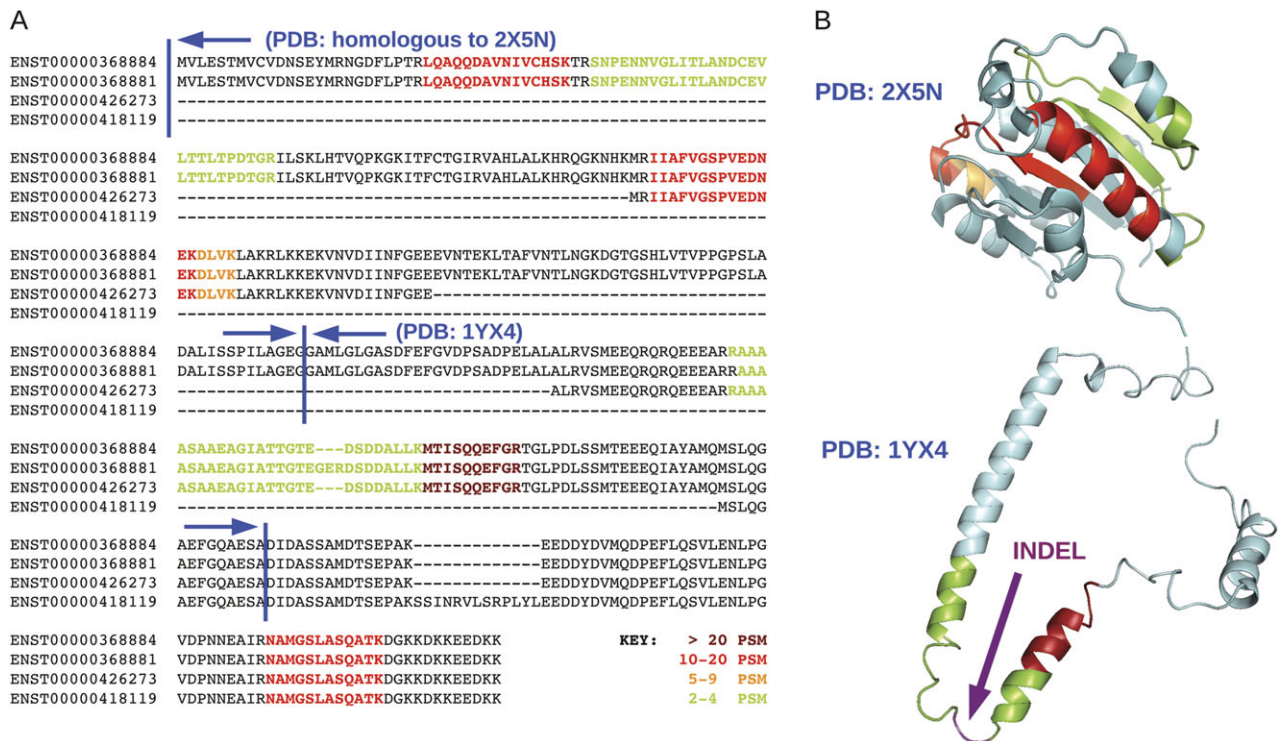 A
(PDB: homologous to 2X5N)
ENST00000368884 MVLESTMVCVDNSEYMRNGDFLPTRLQAQQDAVNIVCHSKTRSNPENNVGLITLANDCEV
ENST00000368881 MVLESTMVCVDNSEYMRNGDFLPTRLQAQQDAVNIVCHSKTRSNPENNVGLITLANDCEV
ENST00000426273 ------------------------------------------------------------
ENST00000418119 ------------------------------------------------------------
ENST00000368884 LTTLTPDTGRILSKLHTVQPKGKITFCTGIRVAHLALKHRQGKNHKMRIIAFVGSPVEDN
ENST00000368881 LTTLTPDTGRILSKLHTVQPKGKITFCTGIRVAHLALKHRQGKNHKMRIIAFVGSPVEDN
ENST00000426273 ----------------------------------------------MRIIAFVGSPVEDN
ENST00000418119 ------------------------------------------------------------
ENST00000368884 EKDLVKLAKRLKKEKVNVDIINFGEEEVNTEKLTAFVNTLNGKDGTGSHLVTVPPGPSLA
ENST00000368881 EKDLVKLAKRLKKEKVNVDIINFGEEEVNTEKLTAFVNTLNGKDGTGSHLVTVPPGPSLA
ENST00000426273 EKDLVKLAKRLKKEKVNVDIINFGEE----------------------------------
ENST00000418119 ------------------------------------------------------------
(PDB: 1YX4)
ENST00000368884 DALISSPILAGEGGAMLGLGASDFEFGVDPSADPELALALRVSMEEQRQRQEEEARRAAA
ENST00000368881 DALISSPILAGEGGAMLGLGASDFEFGVDPSADPELALALRVSMEEQRQRQEEEARRAAA
ENST00000426273 --------------------------------------ALRVSMEEQRQRQEEEARRAAA
ENST00000418119 ------------------------------------------------------------
ENST00000368884 ASAAEAGIATTGTE---DSDDALLKMTISQQEFGRTGLPDLSSMTEEEQIAYAMQMSLQG
ENST00000368881 ASAAEAGIATTGTEGERDSDDALLKMTISQQEFGRTGLPDLSSMTEEEQIAYAMQMSLQG
ENST00000426273 ASAAEAGIATTGTE---DSDDALLKMTISQQEFGRTGLPDLSSMTEEEQIAYAMQMSLQG
ENST00000418119 -------------------------------------------------------MSLQG
ENST00000368884 AEFGQAESADIDASSAMDTSEPAK-------------EEDDYDVMQDPEFLQSVLENLPG
ENST00000368881 AEFGQAESADIDASSAMDTSEPAK-------------EEDDYDVMQDPEFLQSVLENLPG
ENST00000426273 AEFGQAESADIDASSAMDTSEPAK-------------EEDDYDVMQDPEFLQSVLENLPG
ENST00000418119 AEFGQAESADIDASSAMDTSEPAKSSINRVLSRPLYLEEDDYDVMQDPEFLQSVLENLPG
ENST00000368884 VDPNNEAIRNAMGSLASQATKDGKKDKKEEDKK
ENST00000368881 VDPNNEAIRNAMGSLASQATKDGKKDKKEEDKK
ENST00000426273 VDPNNEAIRNAMGSLASQATKDGKKDKKEEDKK
ENST00000418119 VDPNNEAIRNAMGSLASQATKDGKKDKKEEDKK
KEY: > 20 PSM
10-20 PSM
5-9 PSM
2-4 PSM
B
PDB: 2X5N
PDB: 1YX4
INDEL